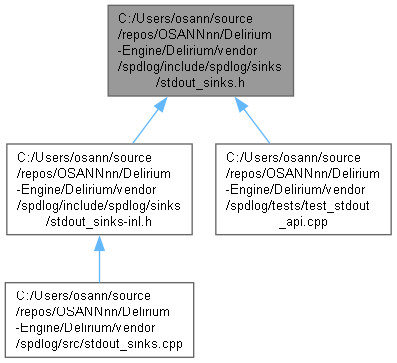 C:/Users/osann/source
/repos/OSANNnn/Delirium
-Engine/Delirium/vendor
/spdlog/include/spdlog/sinks
/stdout_sinks.h
C:/Users/osann/source
/repos/OSANNnn/Delirium
-Engine/Delirium/vendor
/spdlog/include/spdlog/sinks
/stdout_sinks-inl.h
C:/Users/osann/source
/repos/OSANNnn/Delirium
-Engine/Delirium/vendor
/spdlog/tests/test_stdout
_api.cpp
C:/Users/osann/source
/repos/OSANNnn/Delirium
-Engine/Delirium/vendor
/spdlog/src/stdout_sinks.cpp